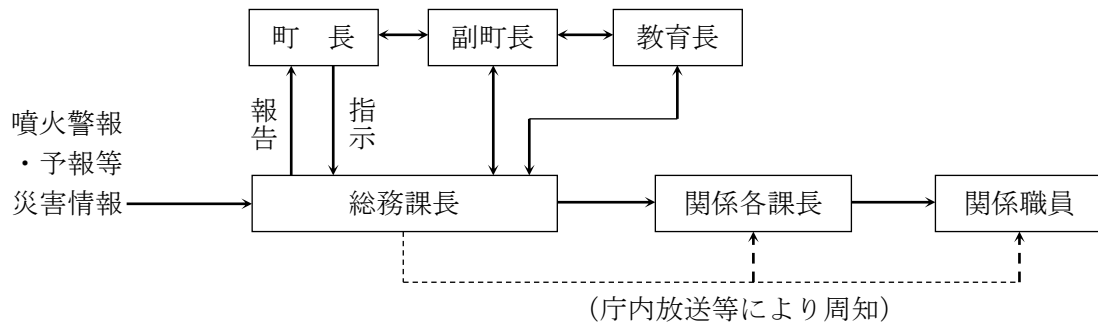 町　長
副町長
教育長
報告
指示
噴火警報
・予報等
災害情報
総務課長
関係各課長
関係職員
（庁内放送等により周知）